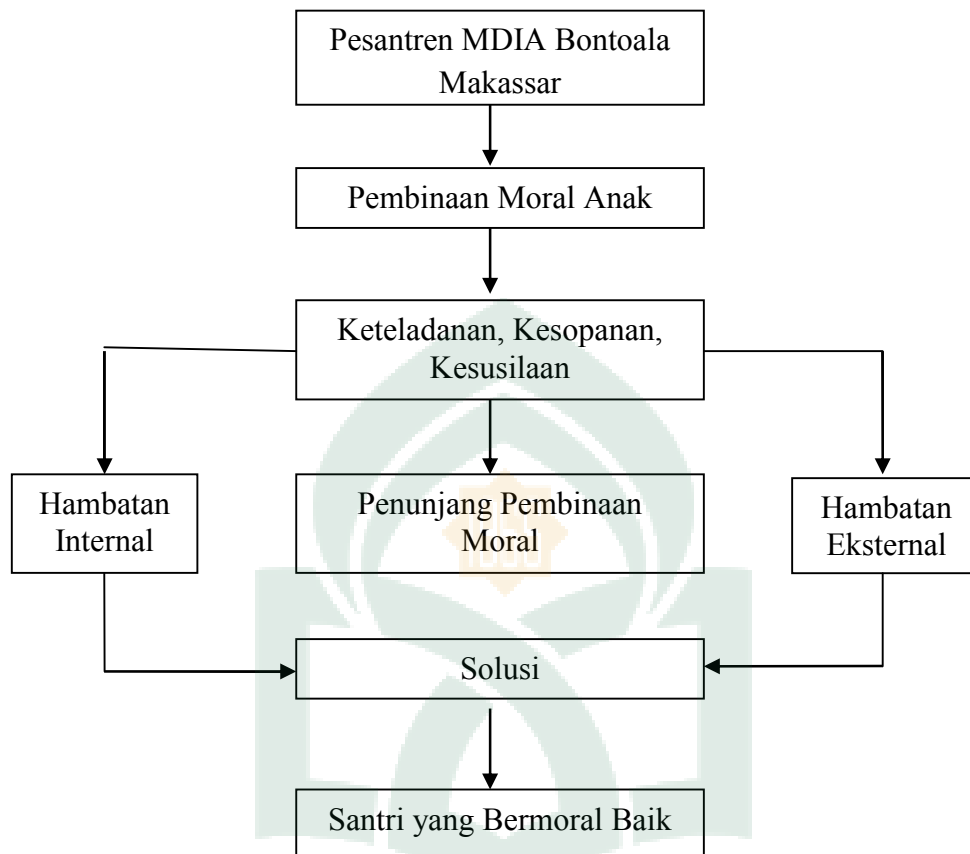 Pesantren MDIA Bontoala
Makassar
Pembinaan Moral Anak
Keteladanan, Kesopanan,
Kesusilaan
Hambatan
Internal
Penunjang Pembinaan
Moral
Hambatan
Eksternal
Solusi
Santri yang Bermoral Baik